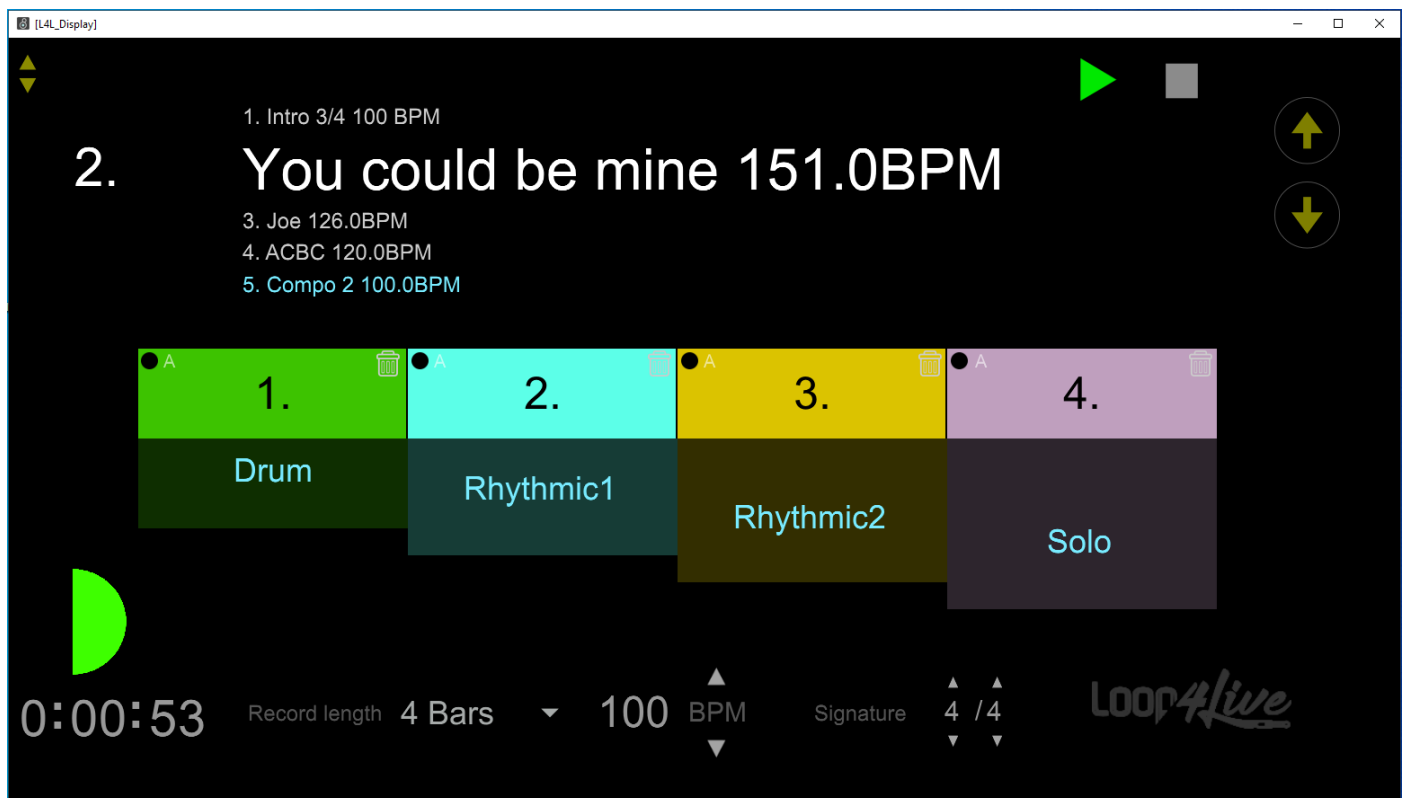 [L4L_Display]
1. Intro 3/4 100 BPM
2.
You could be mine 151.0BPM
3. Joe 126.0BPM
4. ACBC 120.0BPM
5. Compo 2 100.0BPM
A A A A
1. 2. 3. 4.
Drum
Rhythmic1
Rhythmic2
Solo
0:00:53 Record length 4 Bars 100 BPM Signature 4 / 4 Loop4Live